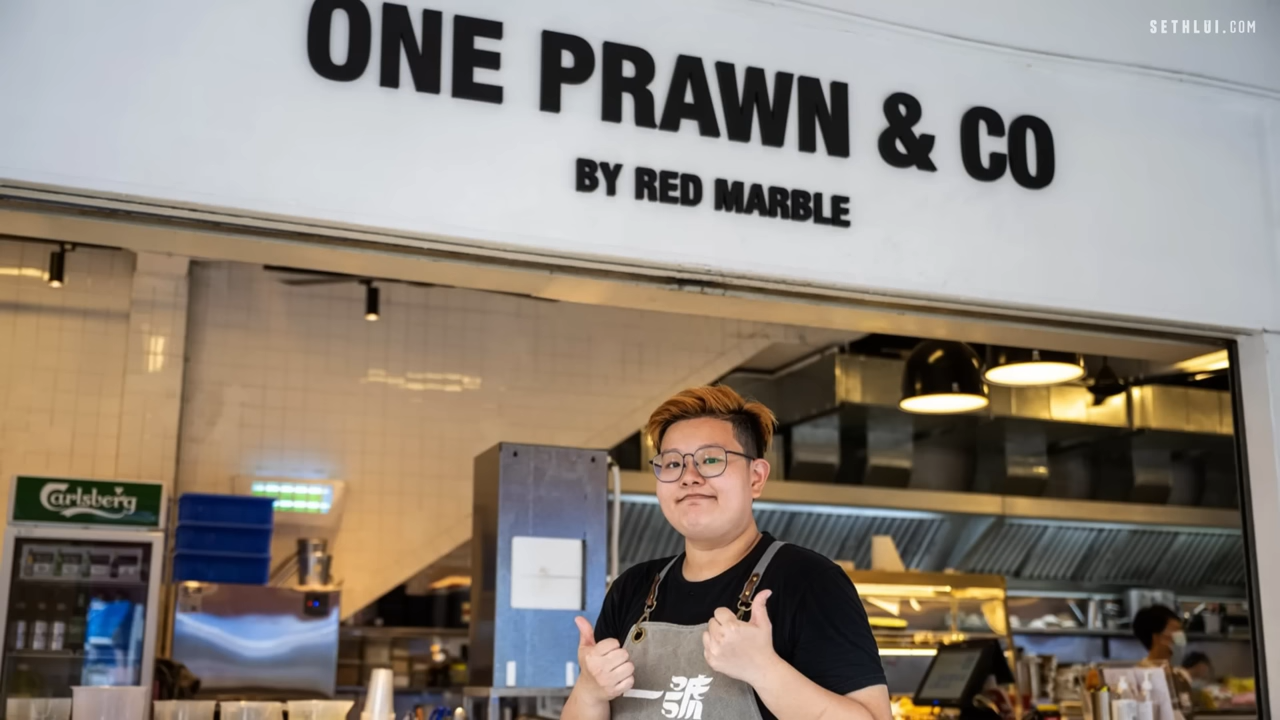 SETHLUI.COM
ONE PRAWN & CO
BY RED MARBLE
Carlsberg
一號